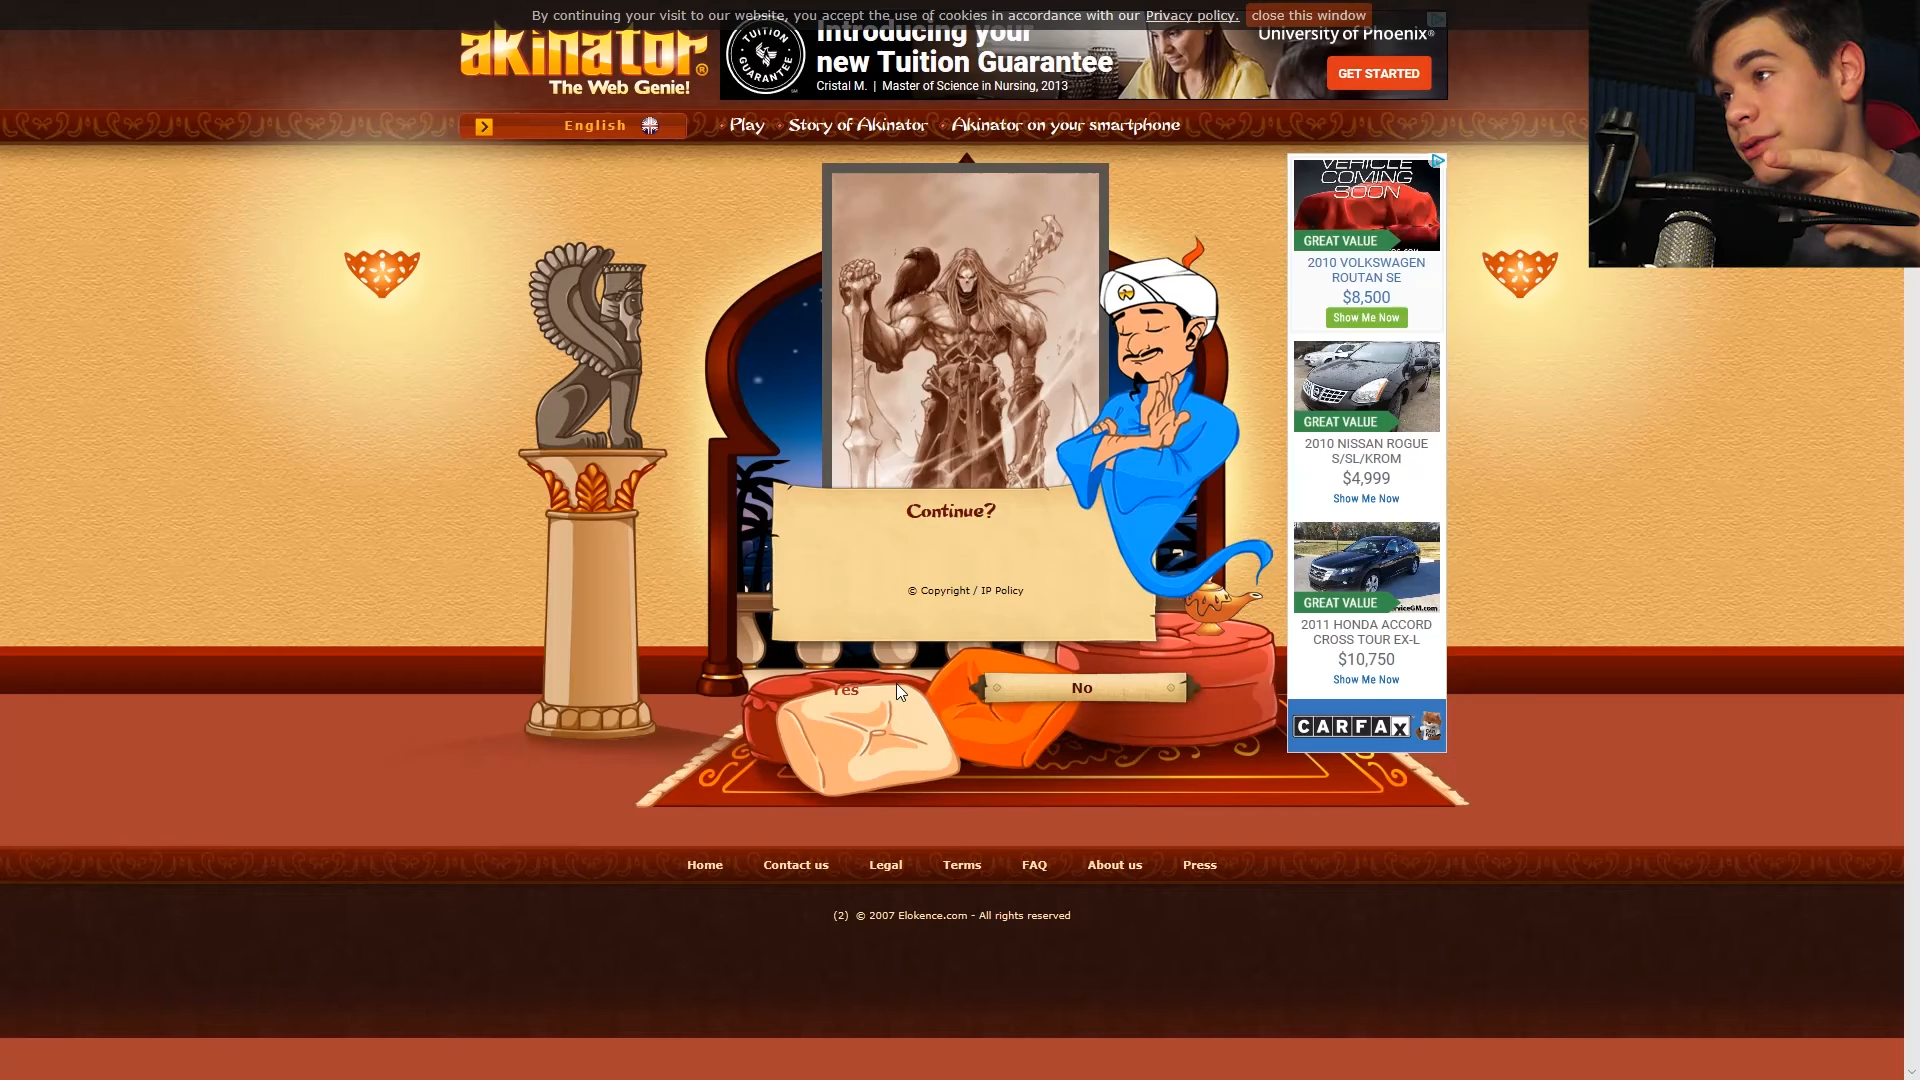 By continuing your visit to our website, you accept the use of cookies in accordance with our Privacy policy. close this window
akinator®
The Web Genie!
TUITION GUARANTEE
Introducing your
new Tuition Guarantee
Cristal M. | Master of Science in Nursing, 2013
University of Phoenix®
GET STARTED
English
Play
Story of Akinator
Akinator on your smartphone
VEHICLE
COMING
SOON
GREAT VALUE
2010 VOLKSWAGEN
ROUTAN SE
$8,500
Show Me Now
GREAT VALUE
2010 NISSAN ROGUE
S/SL/KROM
$4,999
Show Me Now
GREAT VALUE
2011 HONDA ACCORD
CROSS TOUR EX-L
$10,750
Show Me Now
CARFAX
Continue?
© Copyright / IP Policy
Yes
No
Home
Contact us
Legal
Terms
FAQ
About us
Press
(2) © 2007 Elokence.com - All rights reserved